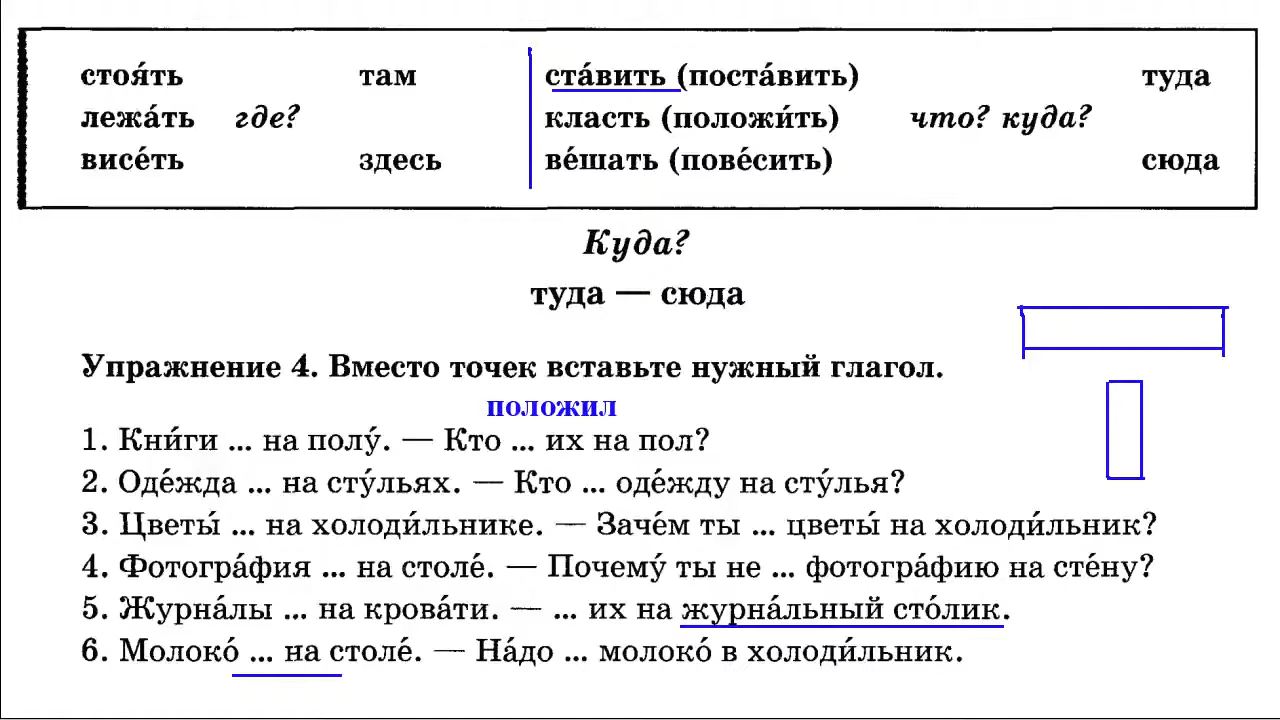 стоя́ть там ста́вить (поста́вить) туда
лежа́ть где? класть (положи́ть) что? куда?
висе́ть здесь ве́шать (пове́сить) сюда
Куда?
туда — сюда
Упражнение 4. Вместо точек вставьте нужный глагол.
положил
1. Кни́ги ... на полу́. — Кто ... их на пол?
2. Оде́жда ... на сту́льях. — Кто ... оде́жду на сту́лья?
3. Цветы́ ... на холоди́льнике. — Заче́м ты ... цветы́ на холоди́льник?
4. Фотогра́фия ... на столе́. — Почему́ ты не ... фотогра́фию на сте́ну?
5. Журна́лы ... на крова́ти. — ... их на журна́льный сто́лик.
6. Молоко́ ... на столе́. — На́до ... молоко́ в холоди́льник.